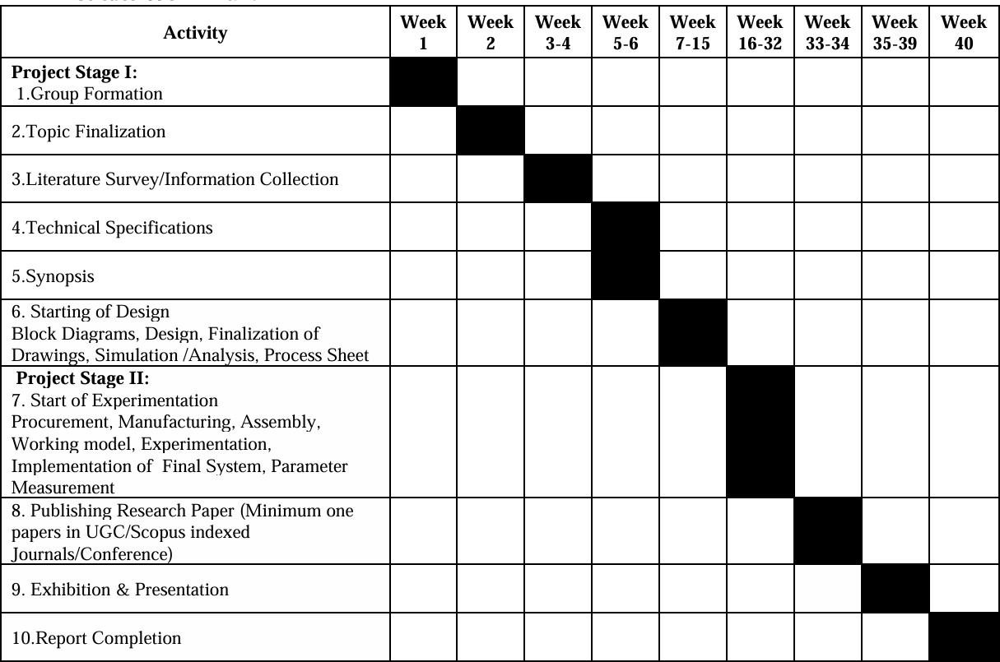 Activity
Week
1
Week
2
Week
3-4
Week
5-6
Week
7-15
Week
16-32
Week
33-34
Week
35-39
Week
40
Project Stage I:
1.Group Formation
2.Topic Finalization
3.Literature Survey/Information Collection
4.Technical Specifications
5.Synopsis
6. Starting of Design
Block Diagrams, Design, Finalization of
Drawings, Simulation /Analysis, Process Sheet
Project Stage II:
7. Start of Experimentation
Procurement, Manufacturing, Assembly,
Working model, Experimentation,
Implementation of Final System, Parameter
Measurement
8. Publishing Research Paper (Minimum one
papers in UGC/Scopus indexed
Journals/Conference)
9. Exhibition & Presentation
10.Report Completion